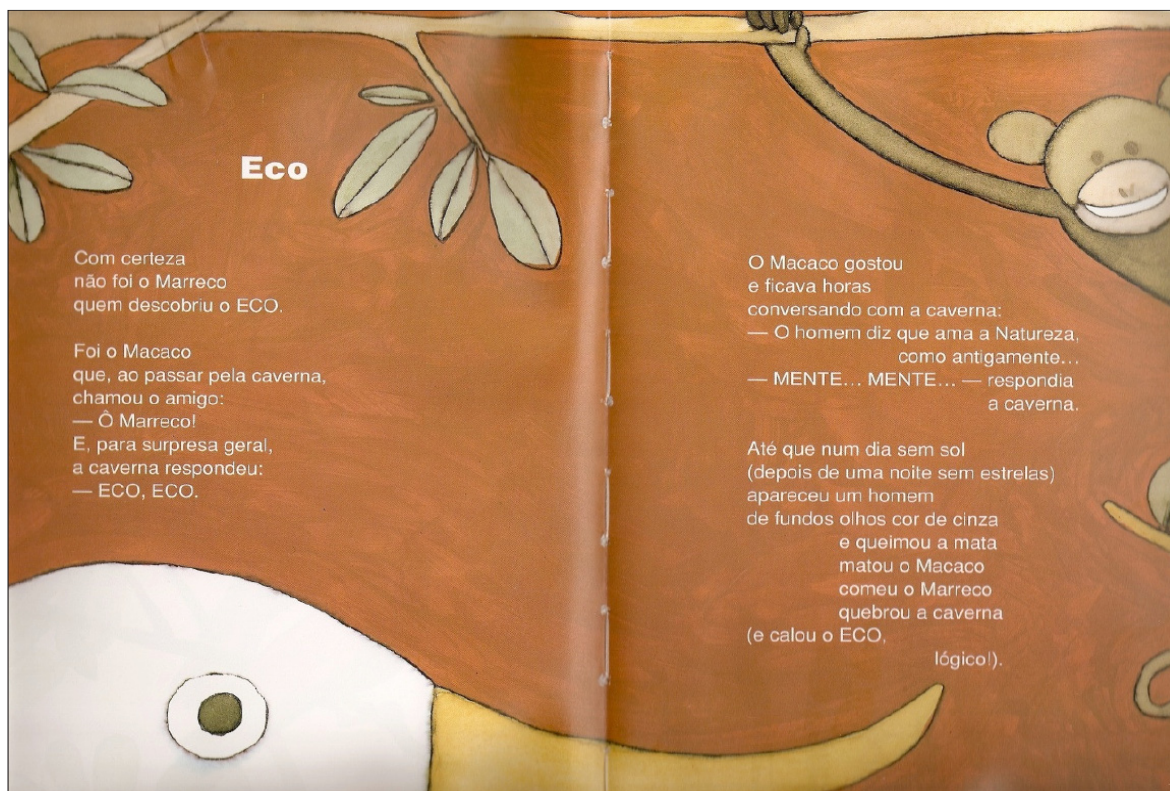 Eco
Com certeza
não foi o Marreco
quem descobriu o ECO.
Foi o Macaco
que, ao passar pela caverna,
chamou o amigo:
— Ô Marreco!
E, para surpresa geral,
a caverna respondeu:
— ECO, ECO.
O Macaco gostou
e ficava horas
conversando com a caverna:
— O homem diz que ama a Natureza,
como antigamente...
— MENTE... MENTE... — respondia
a caverna.
Até que num dia sem sol
(depois de uma noite sem estrelas)
apareceu um homem
de fundos olhos cor de cinza
e queimou a mata
matou o Macaco
comeu o Marreco
quebrou a caverna
(e calou o ECO,
lógico!).